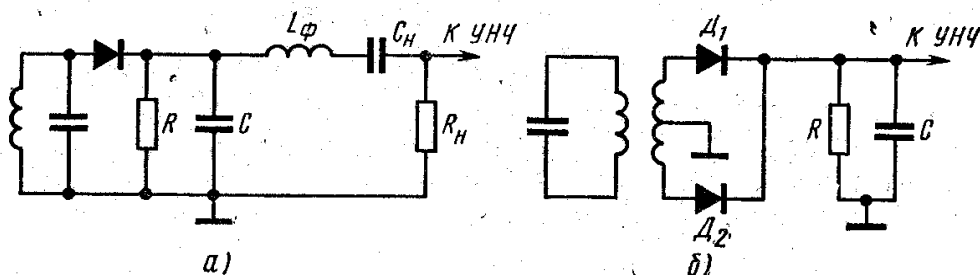 Lф Cн К УНЧ
R C Rн
а)
Д1 К УНЧ
R C
Д2
б)